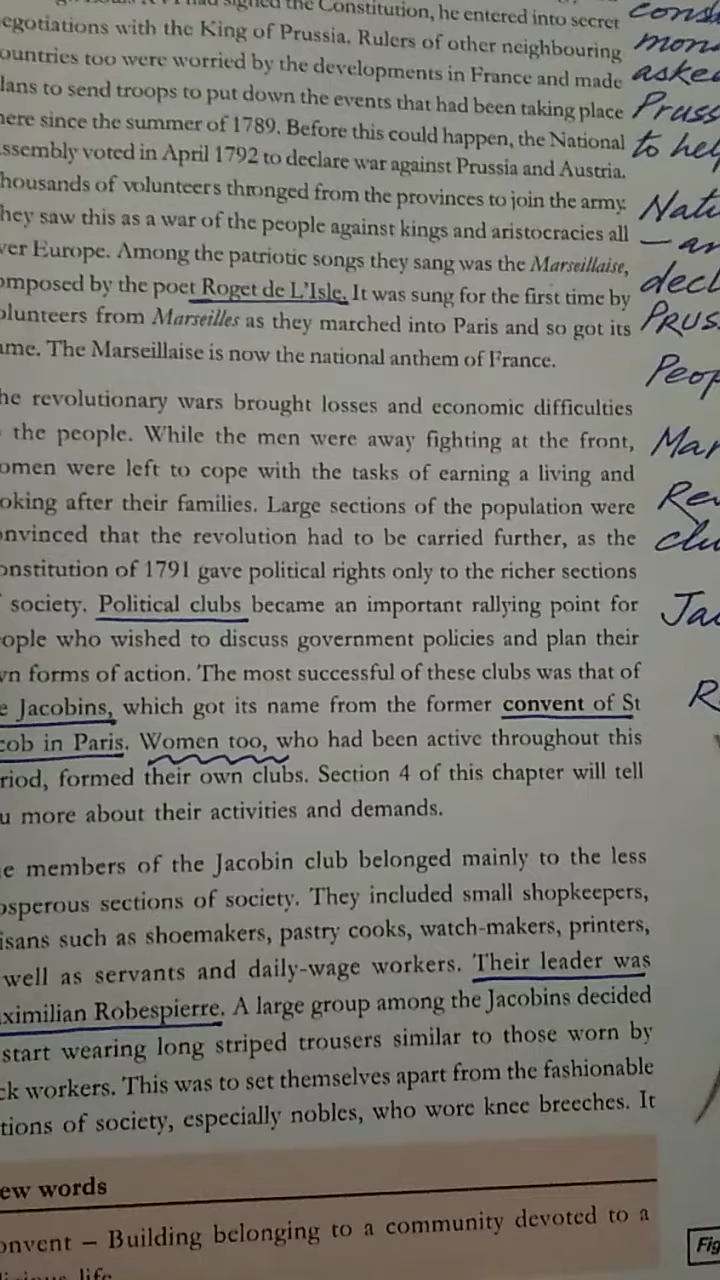 signed the Constitution, he entered into secret
egotiations with the King of Prussia. Rulers of other neighbouring
ountries too were worried by the developments in France and made
lans to send troops to put down the events that had been taking place
here since the summer of 1789. Before this could happen, the National
ssembly voted in April 1792 to declare war against Prussia and Austria.
housands of volunteers thronged from the provinces to join the army.
hey saw this as a war of the people against kings and aristocracies all
ver Europe. Among the patriotic songs they sang was the Marseillaise,
omposed by the poet Roget de L'Isle. It was sung for the first time by
olunteers from Marseilles as they marched into Paris and so got its
ame. The Marseillaise is now the national anthem of France.
he revolutionary wars brought losses and economic difficulties
the people. While the men were away fighting at the front,
omen were left to cope with the tasks of earning a living and
oking after their families. Large sections of the population were
onvinced that the revolution had to be carried further, as the
onstitution of 1791 gave political rights only to the richer sections
society. Political clubs became an important rallying point for
eople who wished to discuss government policies and plan their
wn forms of action. The most successful of these clubs was that of
e Jacobins, which got its name from the former convent of St
cob in Paris. Women too, who had been active throughout this
riod, formed their own clubs. Section 4 of this chapter will tell
u more about their activities and demands.
e members of the Jacobin club belonged mainly to the less
osperous sections of society. They included small shopkeepers,
isans such as shoemakers, pastry cooks, watch-makers, printers,
well as servants and daily-wage workers. Their leader was
ximilian Robespierre. A large group among the Jacobins decided
start wearing long striped trousers similar to those worn by
ck workers. This was to set themselves apart from the fashionable
tions of society, especially nobles, who wore knee breeches. It
ew words
onvent – Building belonging to a community devoted to a
life
cons
mon
asked
Pruss
to hel
Nati
— an
decl
PRUS
Peop
Mar
Rev
clu
Jac
R
Fig